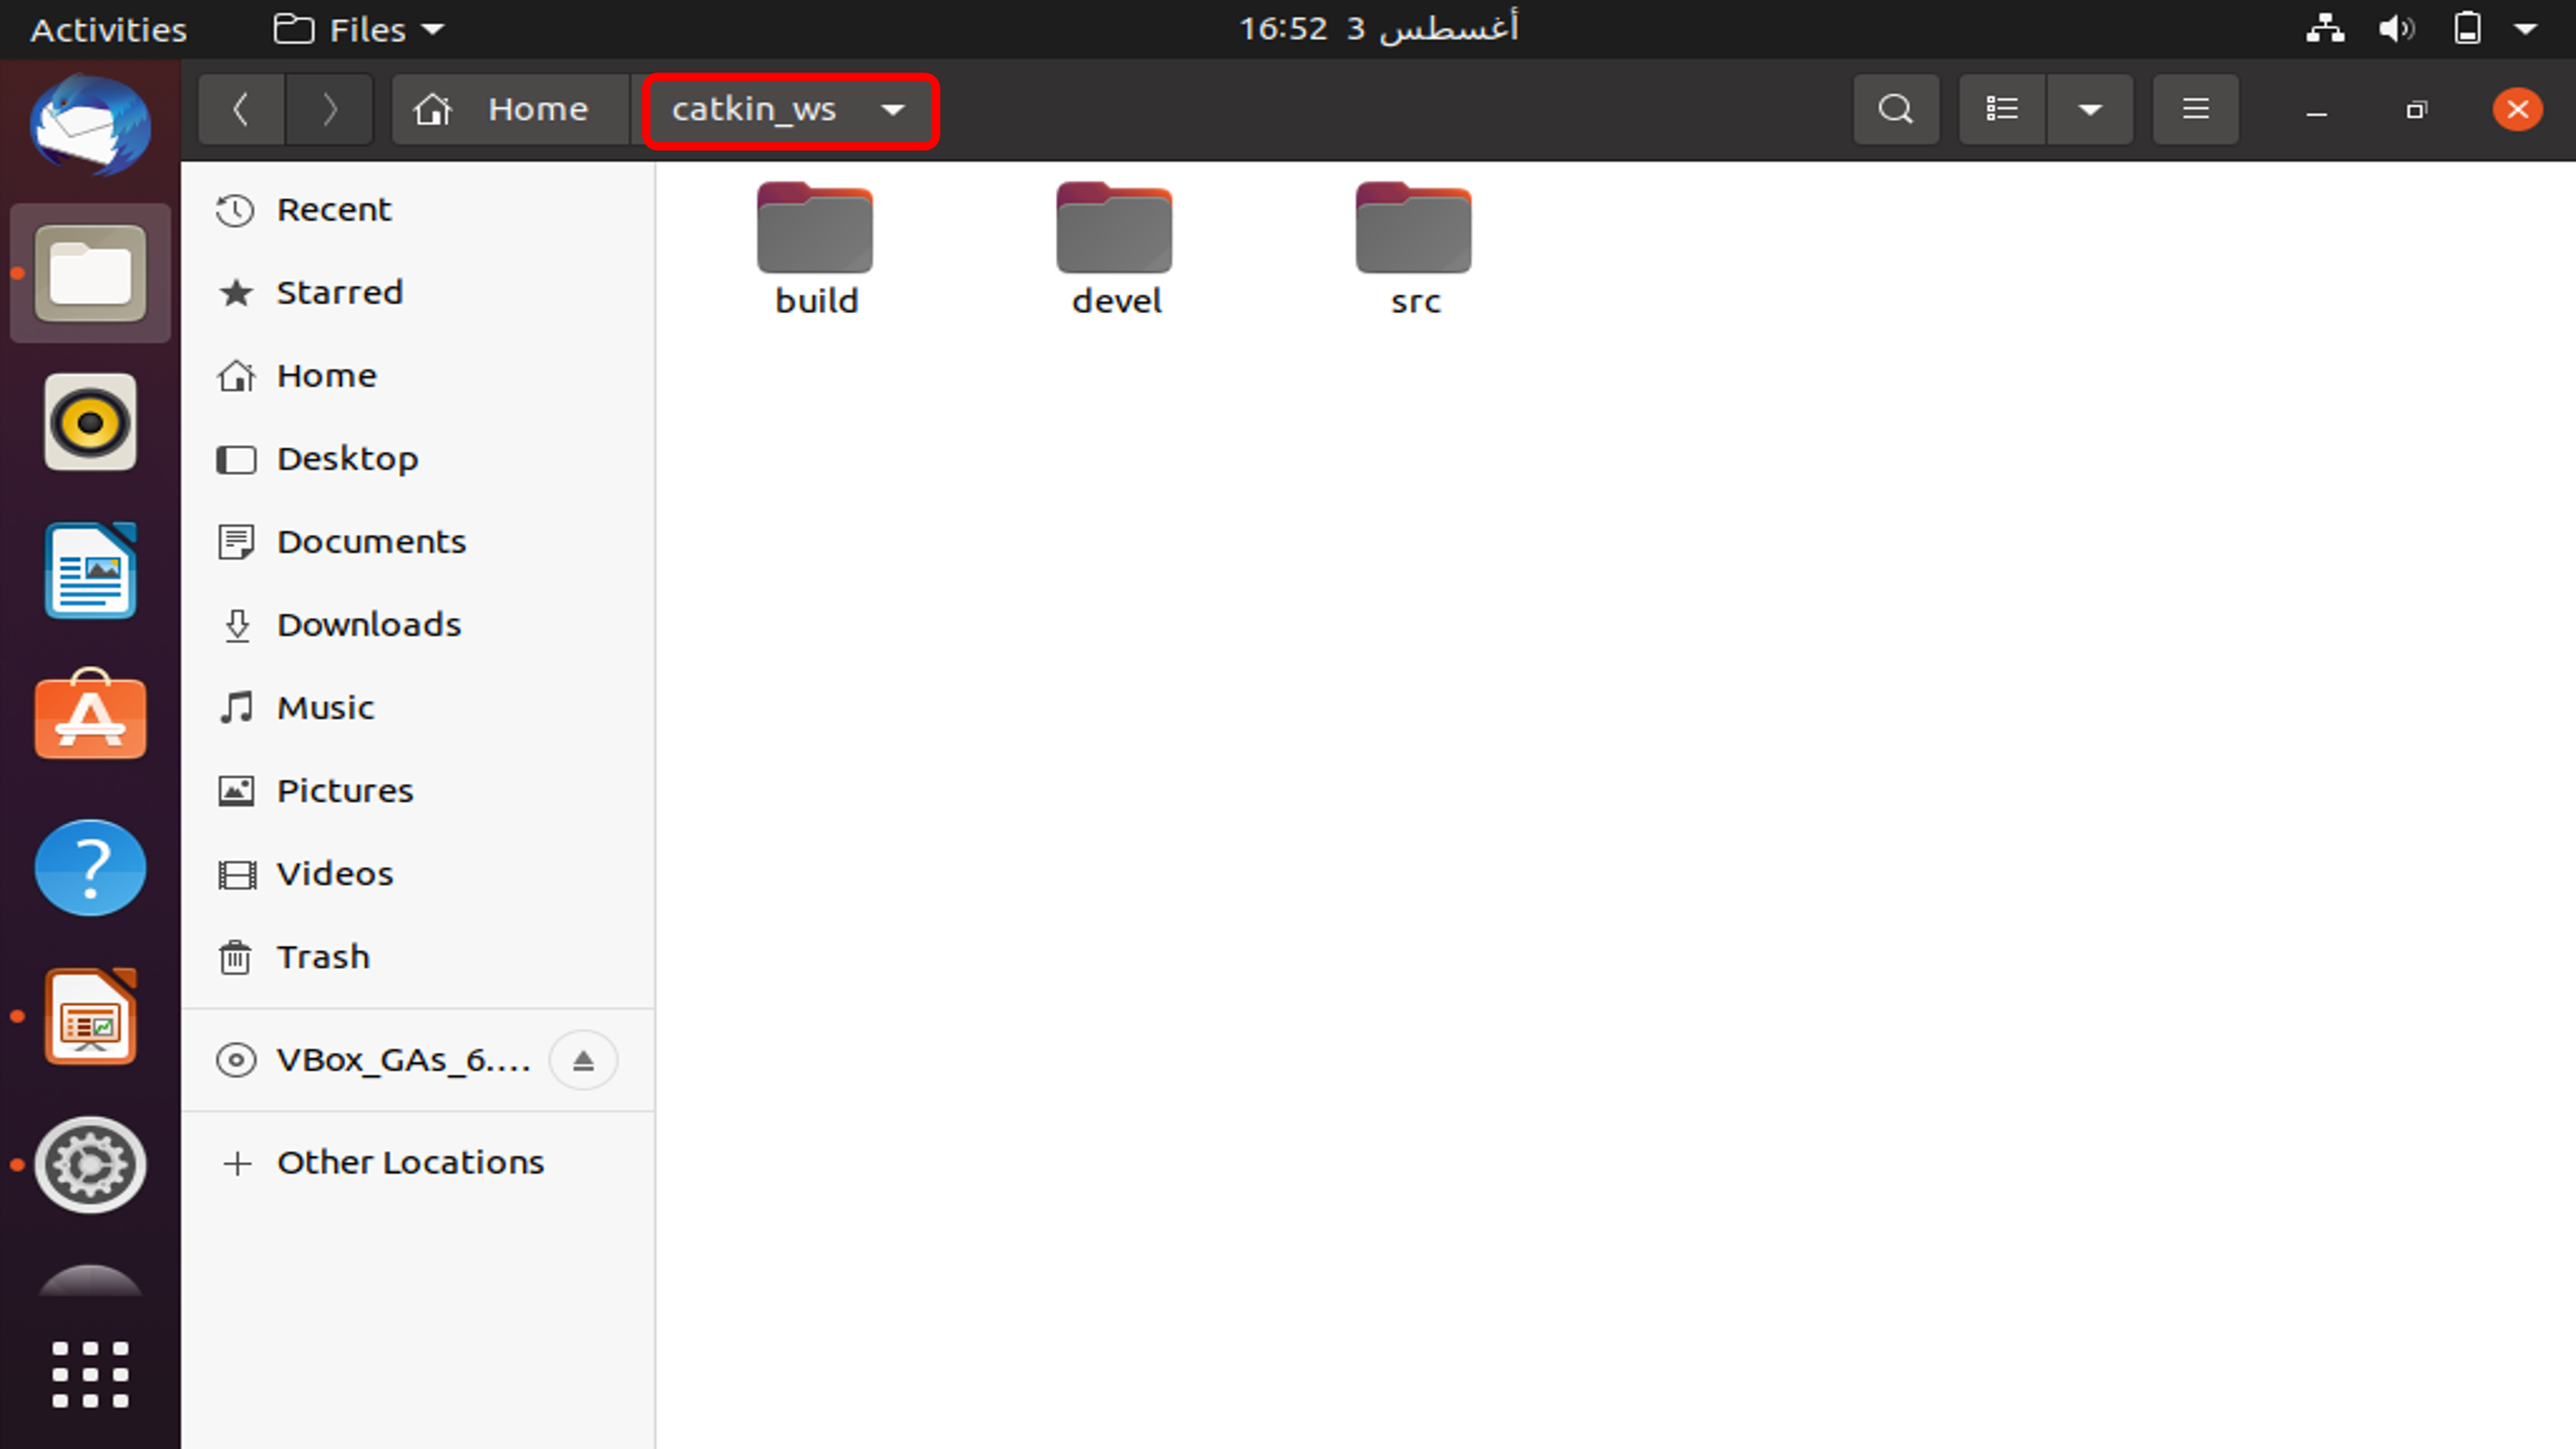 Activities
Files
16:52 3 أغسطس
Home
catkin_ws
Recent
Starred
Home
Desktop
Documents
Downloads
Music
Pictures
Videos
Trash
VBox_GAs_6....
Other Locations
build
devel
src